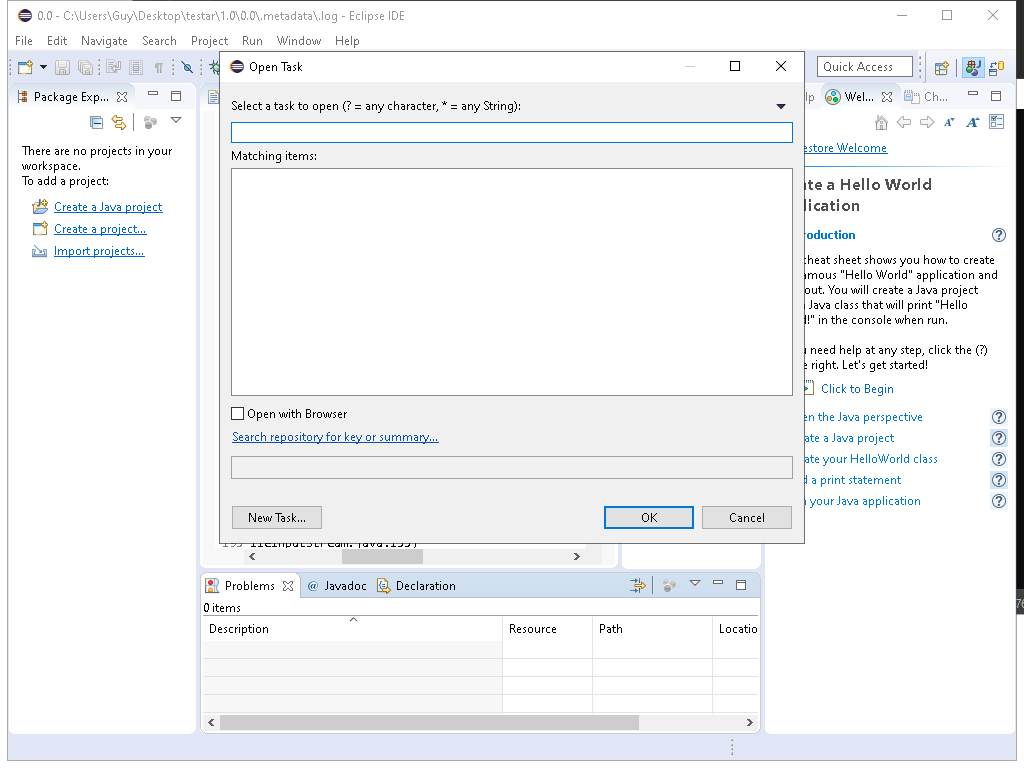 0.0 - C:\Users\Guy\Desktop\testar\1.0\0.0\.metadata\.log - Eclipse IDE
File Edit Navigate Search Project Run Window Help
Quick Access
Package Exp...
There are no projects in your
workspace.
To add a project:
Create a Java project
Create a project...
Import projects...
Open Task
Select a task to open (? = any character, * = any String):
Matching items:
Open with Browser
Search repository for key or summary...
New Task... OK Cancel
lp Wel... Ch...
estore Welcome
te a Hello World
lication
roduction
cheat sheet shows you how to create
amous "Hello World" application and
out. You will create a Java project
Java class that will print "Hello
d!" in the console when run.
need help at any step, click the (?)
e right. Let's get started!
Click to Begin
en the Java perspective
ate a Java project
ate your HelloWorld class
d a print statement
your Java application
Problems @ Javadoc Declaration
0 items
Description Resource Path Locatio